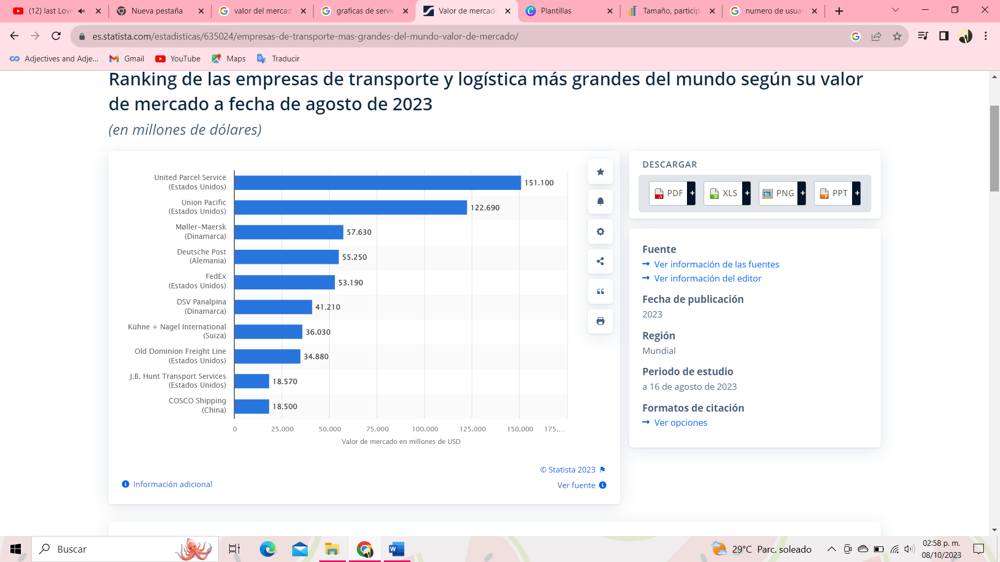 (12) last Love
Nueva pestaña
valor del mercad
graficas de servic
Valor de mercado
Plantillas
Tamaño, particip
numero de usuar
es.statista.com/estadisticas/635024/empresas-de-transporte-mas-grandes-del-mundo-valor-de-mercado/
Adjectives and Adje...
Gmail
YouTube
Maps
Traducir
Ranking de las empresas de transporte y logística más grandes del mundo según su valor
de mercado a fecha de agosto de 2023
(en millones de dólares)
United Parcel Service
(Estados Unidos)
151.100
Union Pacific
(Estados Unidos)
122.690
Møller-Maersk
(Dinamarca)
57.630
Deutsche Post
(Alemania)
55.250
FedEx
(Estados Unidos)
53.190
DSV Panalpina
(Dinamarca)
41.210
Kühne + Nagel International
(Suiza)
36.030
Old Dominion Freight Line
(Estados Unidos)
34.880
J.B. Hunt Transport Services
(Estados Unidos)
18.570
COSCO Shipping
(China)
18.500
0 25.000 50.000 75.000 100.000 125.000 150.000 175....
Valor de mercado en millones de USD
© Statista 2023
Información adicional
Ver fuente
DESCARGAR
PDF + XLS + PNG + PPT +
Fuente
Ver información de las fuentes
Ver información del editor
Fecha de publicación
2023
Región
Mundial
Periodo de estudio
a 16 de agosto de 2023
Formatos de citación
Ver opciones
Buscar
29°C Parc. soleado
02:58 p. m.
08/10/2023